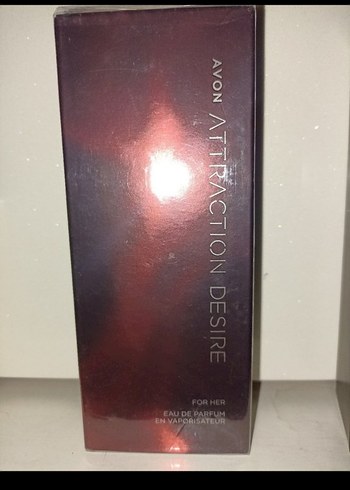 AVON ATTRACTION DESIRE
FOR HER
EAU DE PARFUM
EN VAPORISATEUR